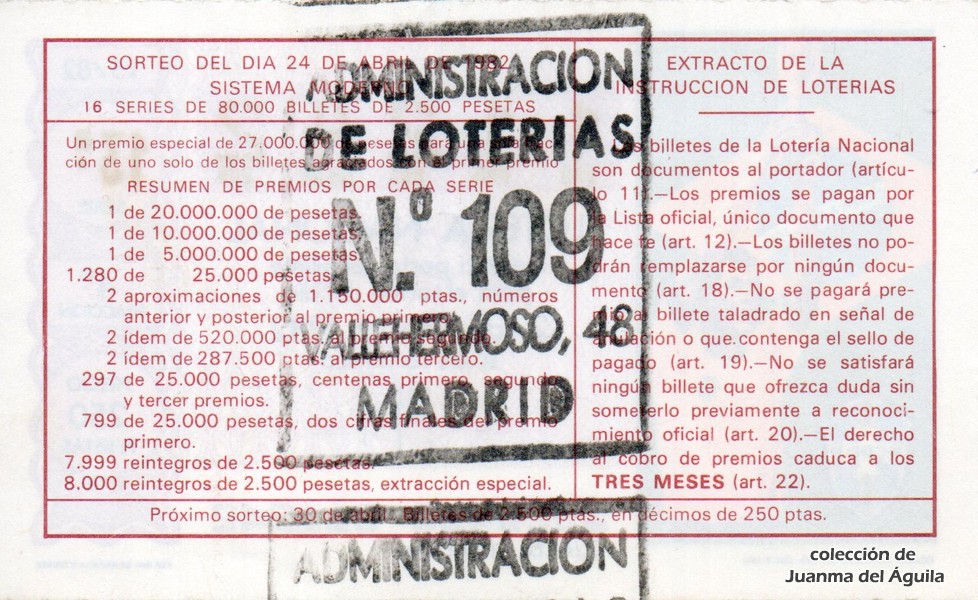 SORTEO DEL DIA 24 DE ABRIL DE 1982
SISTEMA MODERNO
16 SERIES DE 80.000 BILLETES DE 2.500 PESETAS
Un premio especial de 27.000.000 de pesetas para una sola frac-
ción de uno solo de los billetes agraciados con el primer premio
RESUMEN DE PREMIOS POR CADA SERIE
1 de 20.000.000 de pesetas.
1 de 10.000.000 de pesetas.
1 de 5.000.000 de pesetas.
1.280 de 25.000 pesetas.
2 aproximaciones de 1.150.000 ptas., números
anterior y posterior al premio primero.
2 ídem de 520.000 ptas. al premio segundo.
2 ídem de 287.500 ptas. al premio tercero.
297 de 25.000 pesetas, centenas primero, segundo
y tercer premios.
799 de 25.000 pesetas, dos cifras finales del premio
primero.
7.999 reintegros de 2.500 pesetas.
8.000 reintegros de 2.500 pesetas, extracción especial.
EXTRACTO DE LA
INSTRUCCION DE LOTERIAS
Los billetes de la Lotería Nacional
son documentos al portador (artícu-
lo 11).—Los premios se pagan por
la Lista oficial, único documento que
hace fe (art. 12).—Los billetes no po-
drán remplazarse por ningún docu-
mento (art. 18).—No se pagará pre-
mio al billete taladrado en señal de
anulación o que contenga el sello de
pagado (art. 19).—No se satisfará
ningún billete que ofrezca duda sin
someterlo previamente a reconoci-
miento oficial (art. 20).—El derecho
al cobro de premios caduca a los
TRES MESES (art. 22).
Próximo sorteo: 30 de abril. Billetes de 2.500 ptas., en décimos de 250 ptas.
ADMINISTRACION
DE LOTERIAS
N.º 109
VALLEHERMOSO, 48
MADRID
ADMINISTRACION
colección de
Juanma del Águila